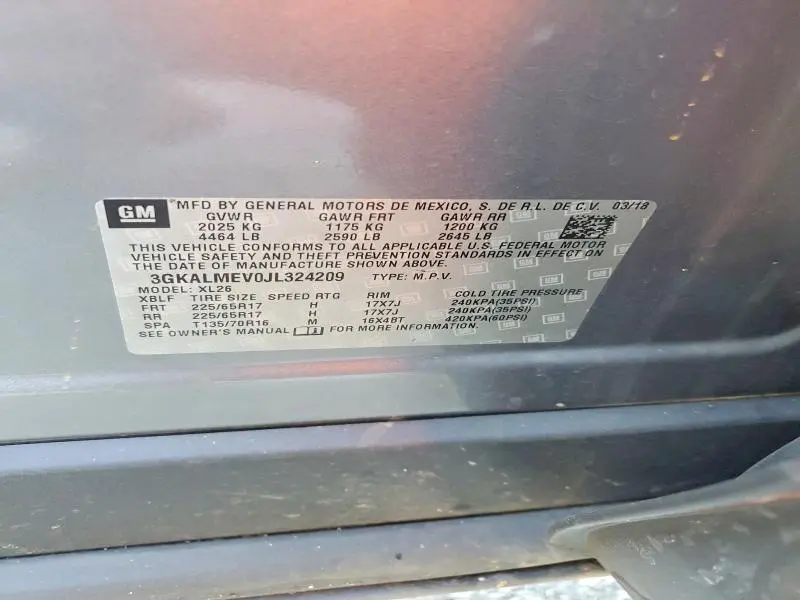 GM MFD BY GENERAL MOTORS DE MEXICO, S. DE R.L. DE C.V. 03/18
GVWR GAWR FRT GAWR RR
2025 KG 1175 KG 1200 KG
4464 LB 2590 LB 2645 LB
THIS VEHICLE CONFORMS TO ALL APPLICABLE U.S. FEDERAL MOTOR
VEHICLE SAFETY AND THEFT PREVENTION STANDARDS IN EFFECT ON
THE DATE OF MANUFACTURE SHOWN ABOVE.
3GKALMEV0JL324209 TYPE: M.P.V.
MODEL: XL26
XBLF TIRE SIZE SPEED RTG RIM COLD TIRE PRESSURE
FRT 225/65R17 H 17X7J 240KPA(35PSI)
RR 225/65R17 H 17X7J 240KPA(35PSI)
SPA T135/70R16 M 16X4BT 420KPA(60PSI)
SEE OWNER'S MANUAL FOR MORE INFORMATION.